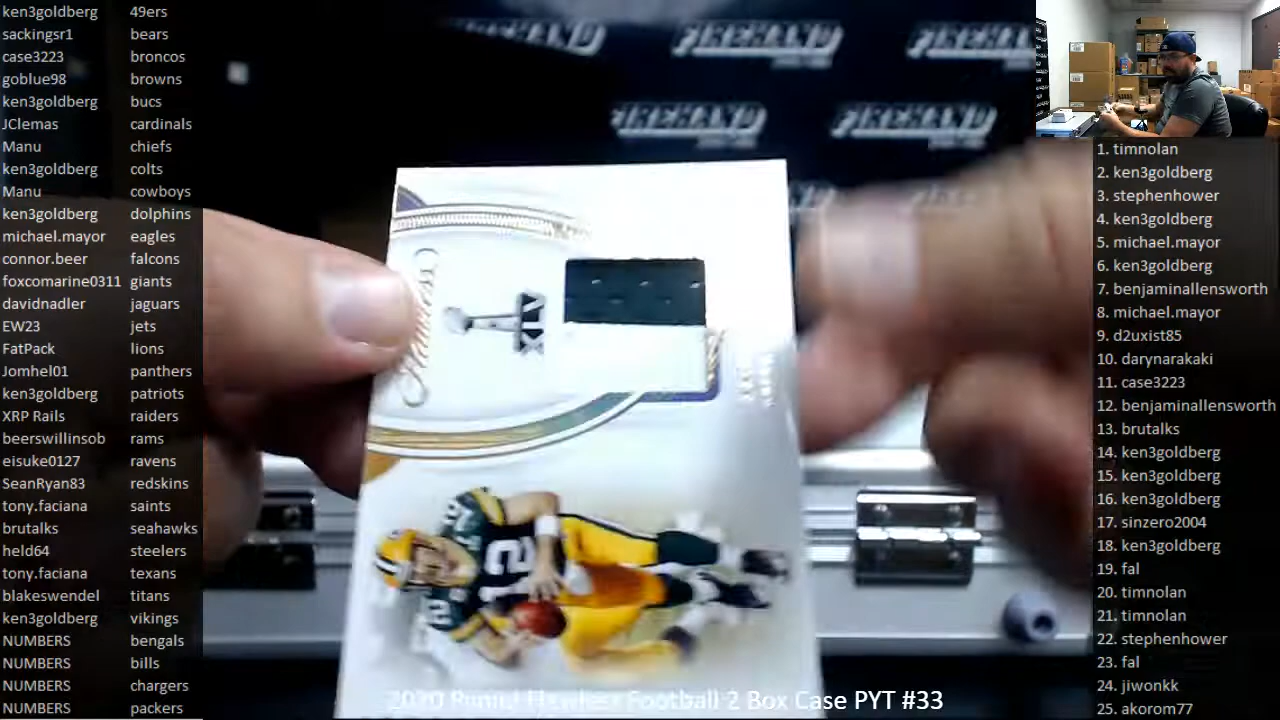 ken3goldberg 49ers
sackingsr1 bears
case3223 broncos
goblue98 browns
ken3goldberg bucs
JClemas cardinals
Manu chiefs
ken3goldberg colts
Manu cowboys
ken3goldberg dolphins
michael.mayor eagles
connor.beer falcons
foxcomarine0311 giants
davidnadler jaguars
EW23 jets
FatPack lions
Jomhel01 panthers
ken3goldberg patriots
XRP Rails raiders
beerswillinsob rams
eisuke0127 ravens
SeanRyan83 redskins
tony.faciana saints
brutalks seahawks
held64 steelers
tony.faciana texans
blakeswendel titans
ken3goldberg vikings
NUMBERS bengals
NUMBERS bills
NUMBERS chargers
NUMBERS packers
FIREHAND FIREHAND
FIREHAND FIREHAND
XLV
12
2020 Football 2 Box Case PYT #33
1. timnolan
2. ken3goldberg
3. stephenhower
4. ken3goldberg
5. michael.mayor
6. ken3goldberg
7. benjaminallensworth
8. michael.mayor
9. d2uxist85
10. darynarakaki
11. case3223
12. benjaminallensworth
13. brutalks
14. ken3goldberg
15. ken3goldberg
16. ken3goldberg
17. sinzero2004
18. ken3goldberg
19. fal
20. timnolan
21. timnolan
22. stephenhower
23. fal
24. jiwonkk
25. akorom77